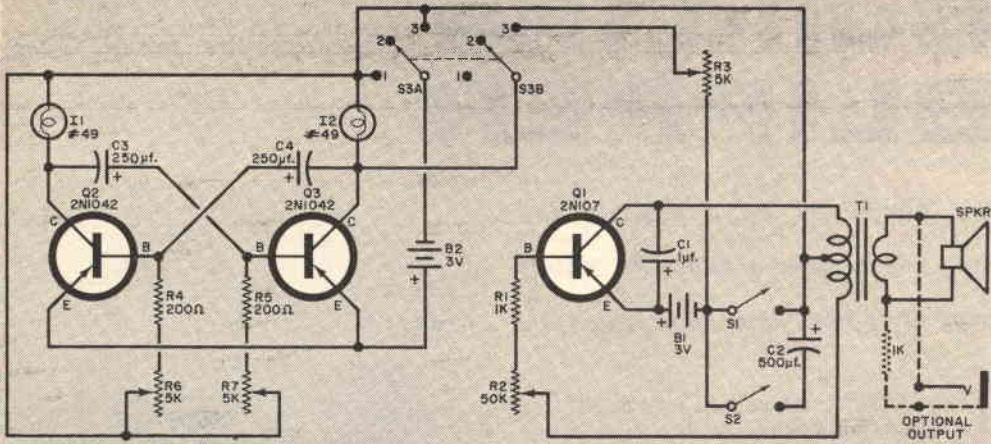 3
3
2
2
1
1
S3A
S3B
R3
5K
I1
#49
I2
#49
C3
250µf.
+
C4
250µf.
+
Q2
2N1042
C
B
E
Q3
2N1042
C
B
E
B2
3V
+
Q1
2N107
C
B
E
C1
1µf.
+
T1
SPKR
R4
200Ω
R5
200Ω
R1
1K
+
B1
3V
S1
+
C2
500µf.
1K
R6
5K
R7
5K
R2
50K
S2
OPTIONAL
OUTPUT